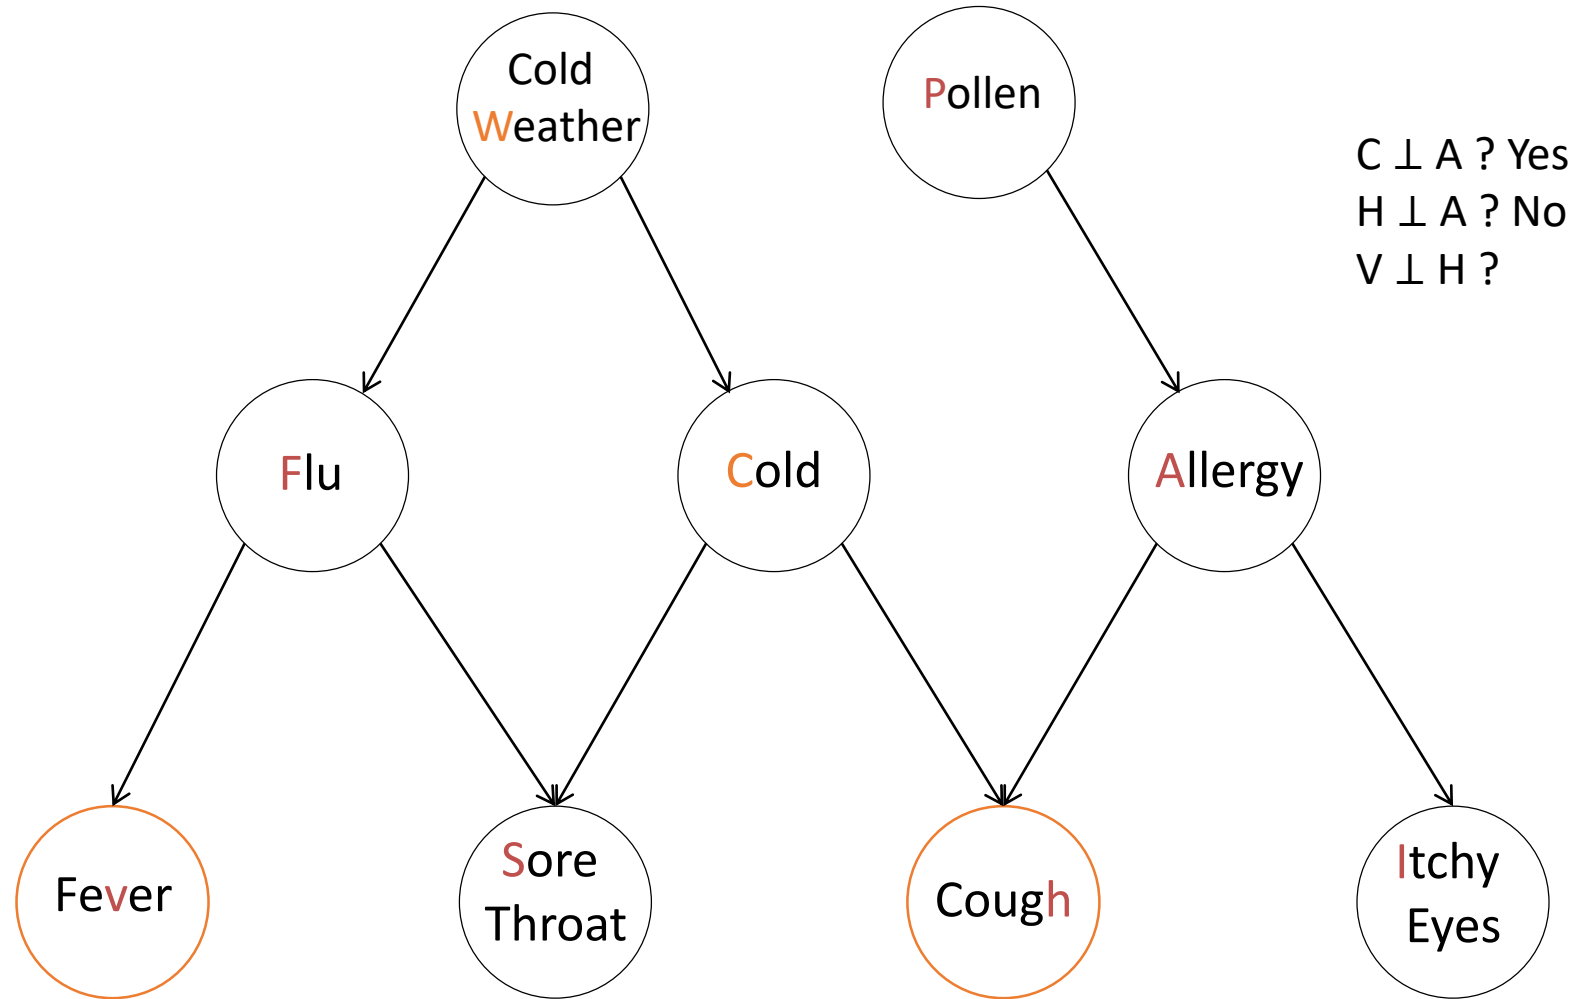 Cold
Weather
Pollen
C ⊥ A ? Yes
H ⊥ A ? No
V ⊥ H ?
Flu
Cold
Allergy
Fever
Sore
Throat
Cough
Itchy
Eyes